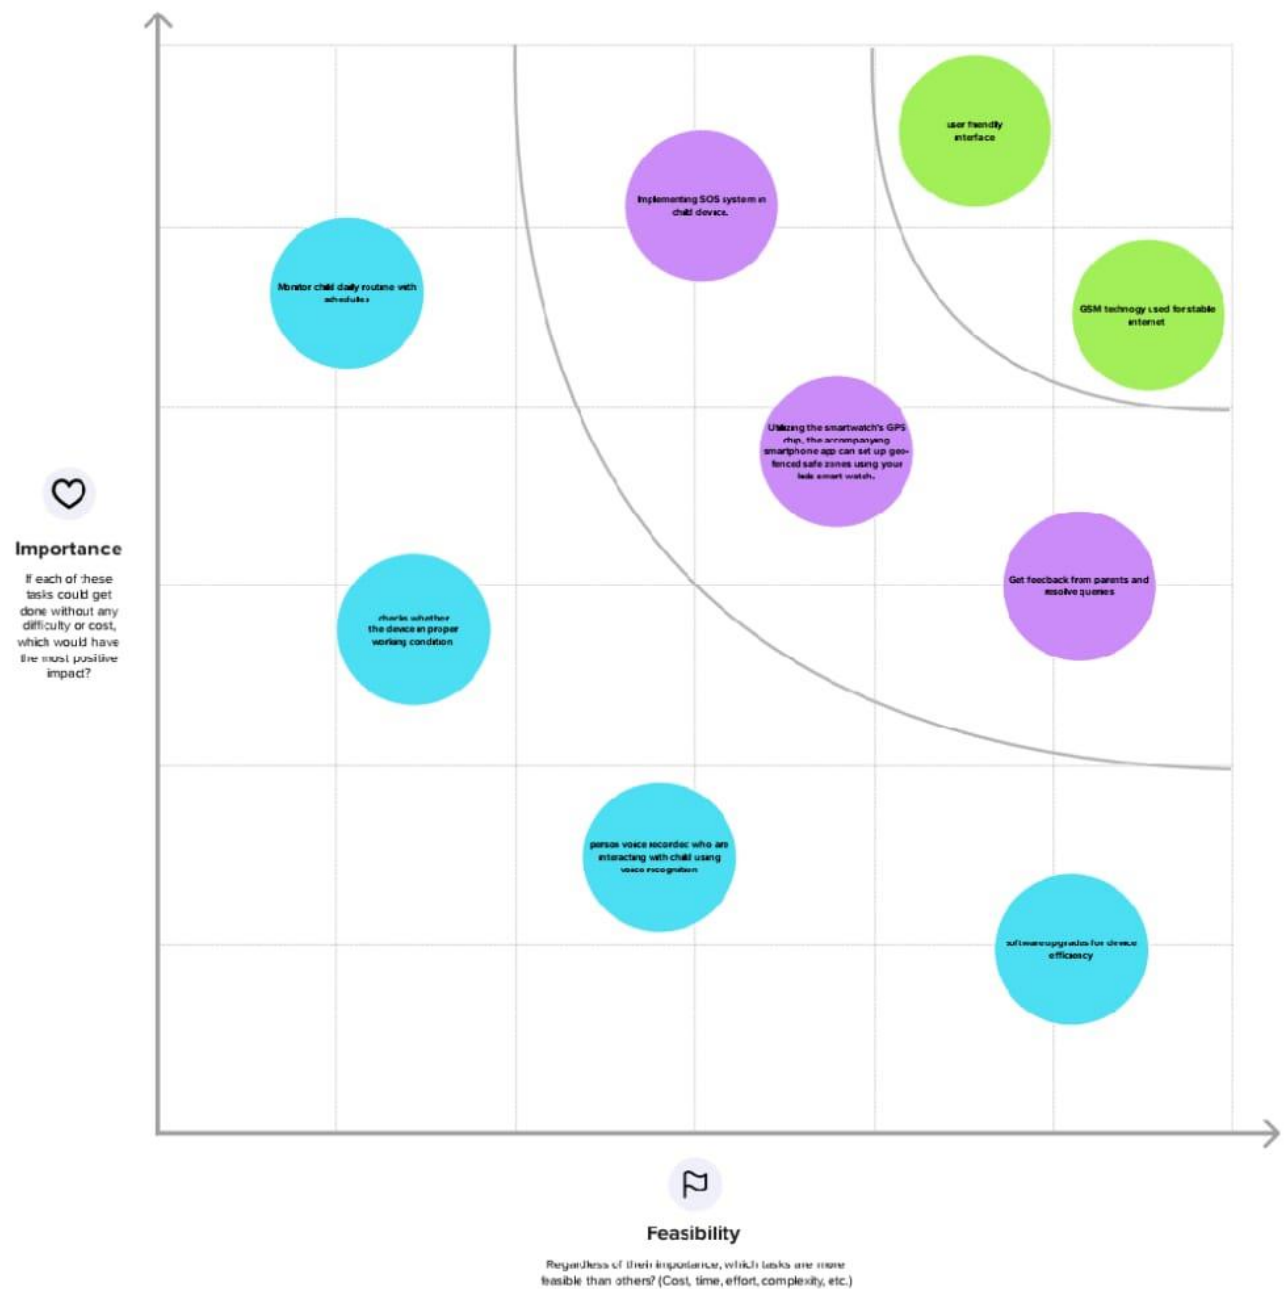 user friendly
interface
Implementing SOS system in
child device.
Monitor child daily routine with
schedules
GSM technogy used for stable
internet
Utilizing the smartwatch's GPS
chip, the accompanying
smartphone app can set up geo-
fenced safe zones using your
kids smart watch.
Get feedback from parents and
resolve queries
checks whether
the device in proper
working condition
person voice recorded who are
interacting with child using
voice recognition
software upgrades for device
efficiency
Importance
If each of these
tasks could get
done without any
difficulty or cost,
which would have
the most positive
impact?
Feasibility
Regardless of their importance, which tasks are more
feasible than others? (Cost, time, effort, complexity, etc.)